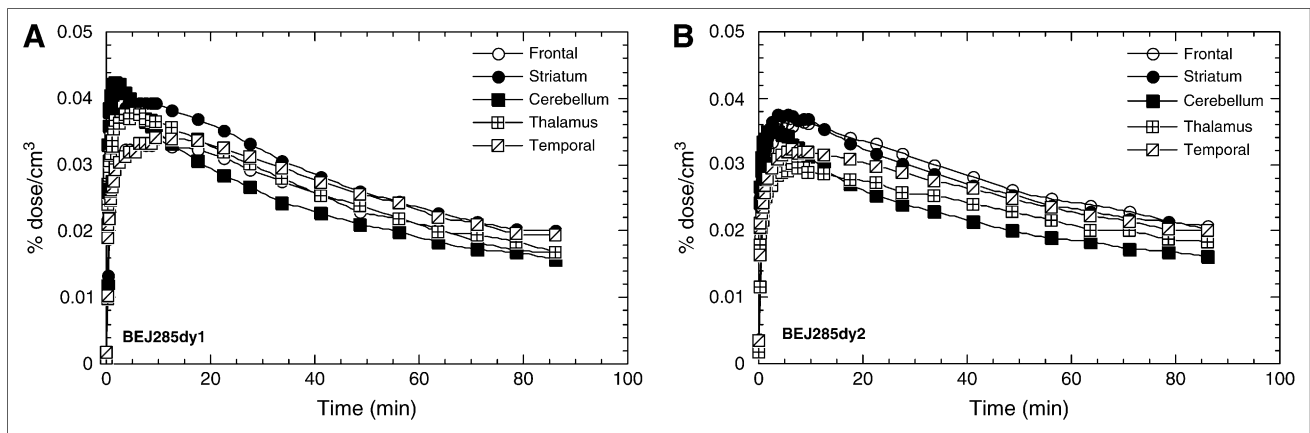 A
% dose/cm³
0.05
0.04
0.03
0.02
0.01
0
Frontal
Striatum
Cerebellum
Thalamus
Temporal
BEJ285dy1
0 20 40 60 80 100
Time (min)
B
% dose/cm³
0.05
0.04
0.03
0.02
0.01
0
Frontal
Striatum
Cerebellum
Thalamus
Temporal
BEJ285dy2
0 20 40 60 80 100
Time (min)